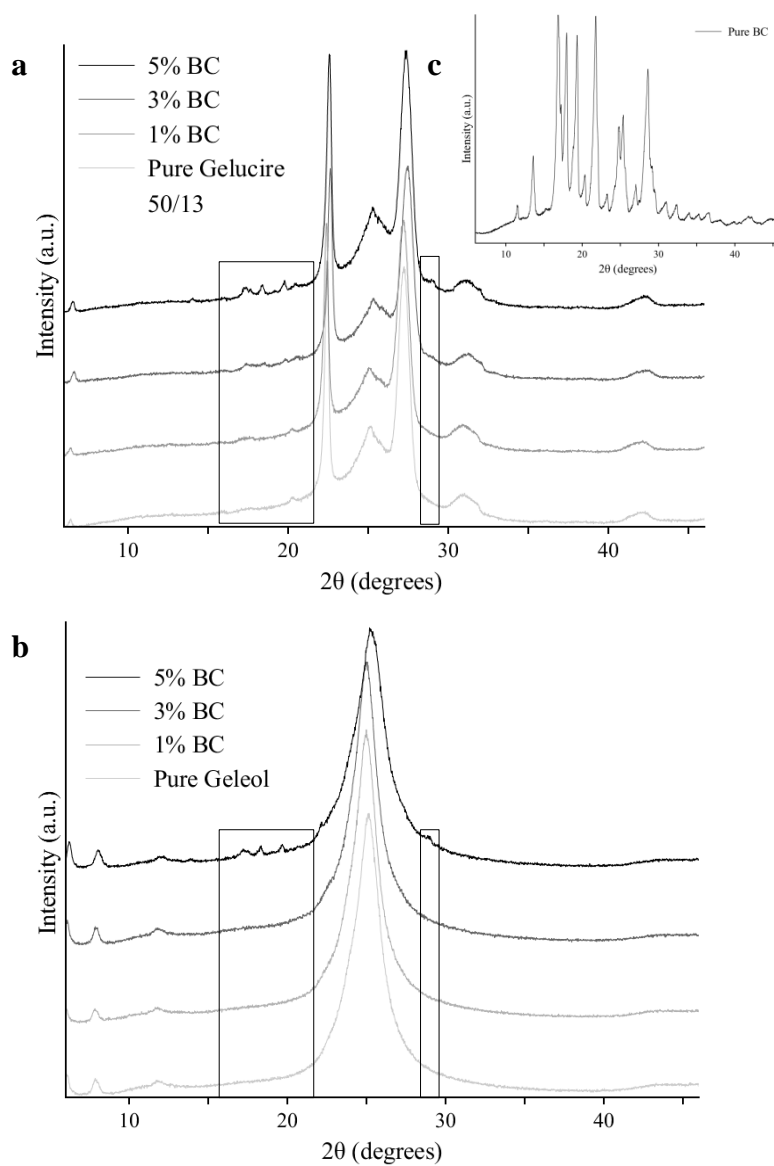 a
5% BC
3% BC
1% BC
Pure Gelucire
50/13
Intensity (a.u.)
10
20
30
40
2θ (degrees)
c
Pure BC
Intensity (a.u.)
10
20
30
40
2θ (degrees)
b
5% BC
3% BC
1% BC
Pure Geleol
Intensity (a.u.)
10
20
30
40
2θ (degrees)